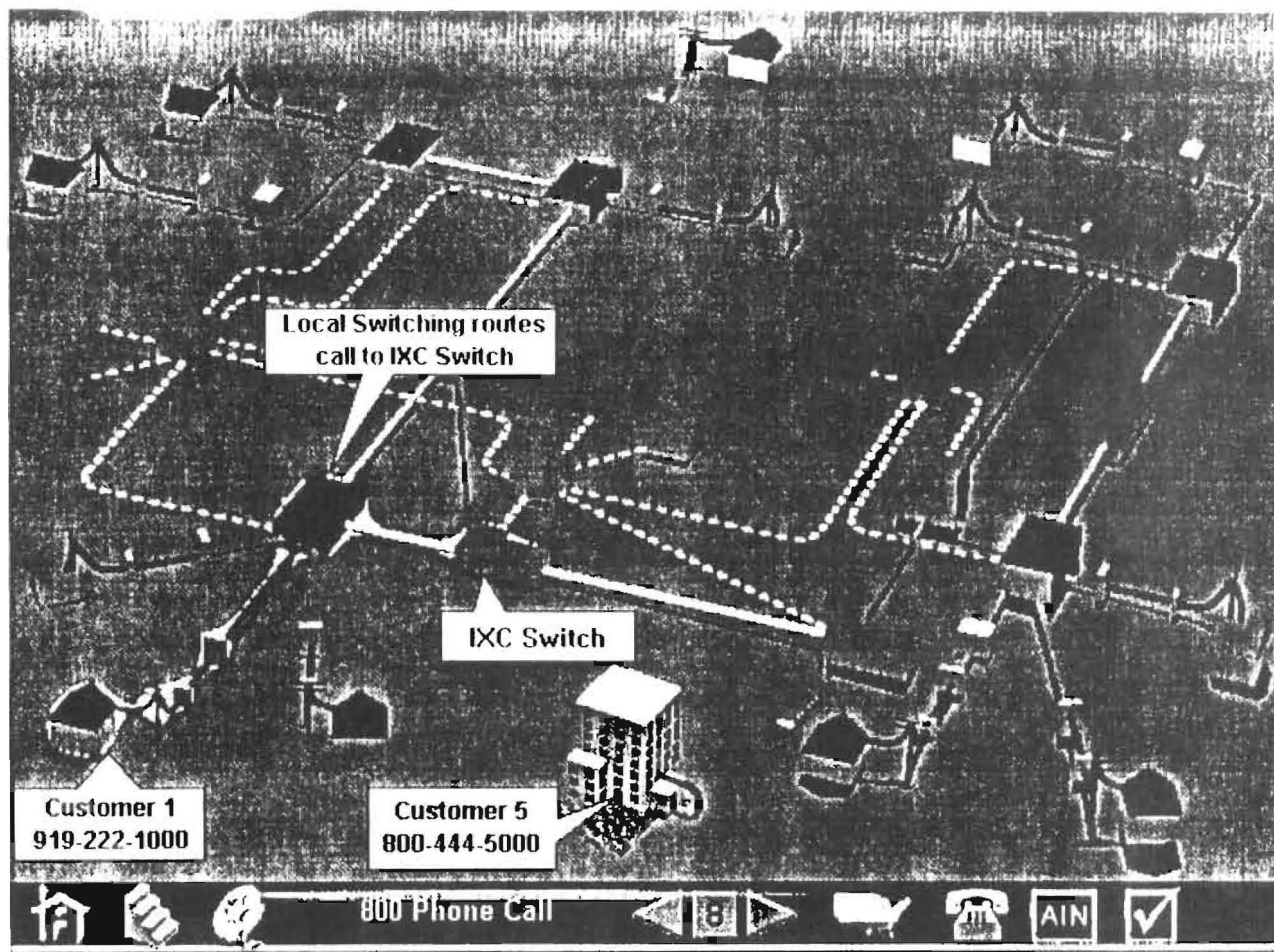 Local Switching routes
call to IXC Switch
IXC Switch
Customer 1
919-222-1000
Customer 5
800-444-5000
800 Phone Call
8
AIN